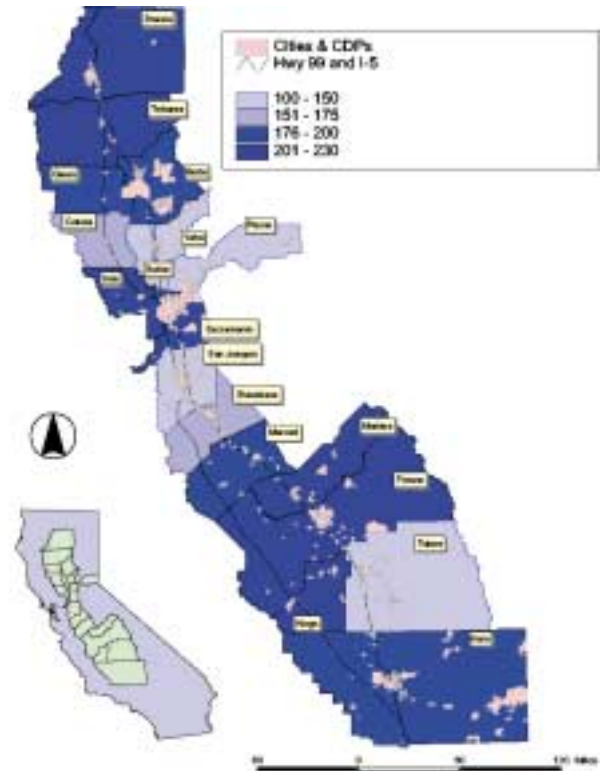 Shasta
Cities & CDPs
Hwy 99 and I-5
100 - 150
151 - 175
176 - 200
201 - 230
Tehama
Glenn
Butte
Colusa
Yuba
Placer
Sutter
Yolo
Sacramento
San Joaquin
Stanislaus
Merced
Madera
Fresno
Tulare
Kings
Kern
0